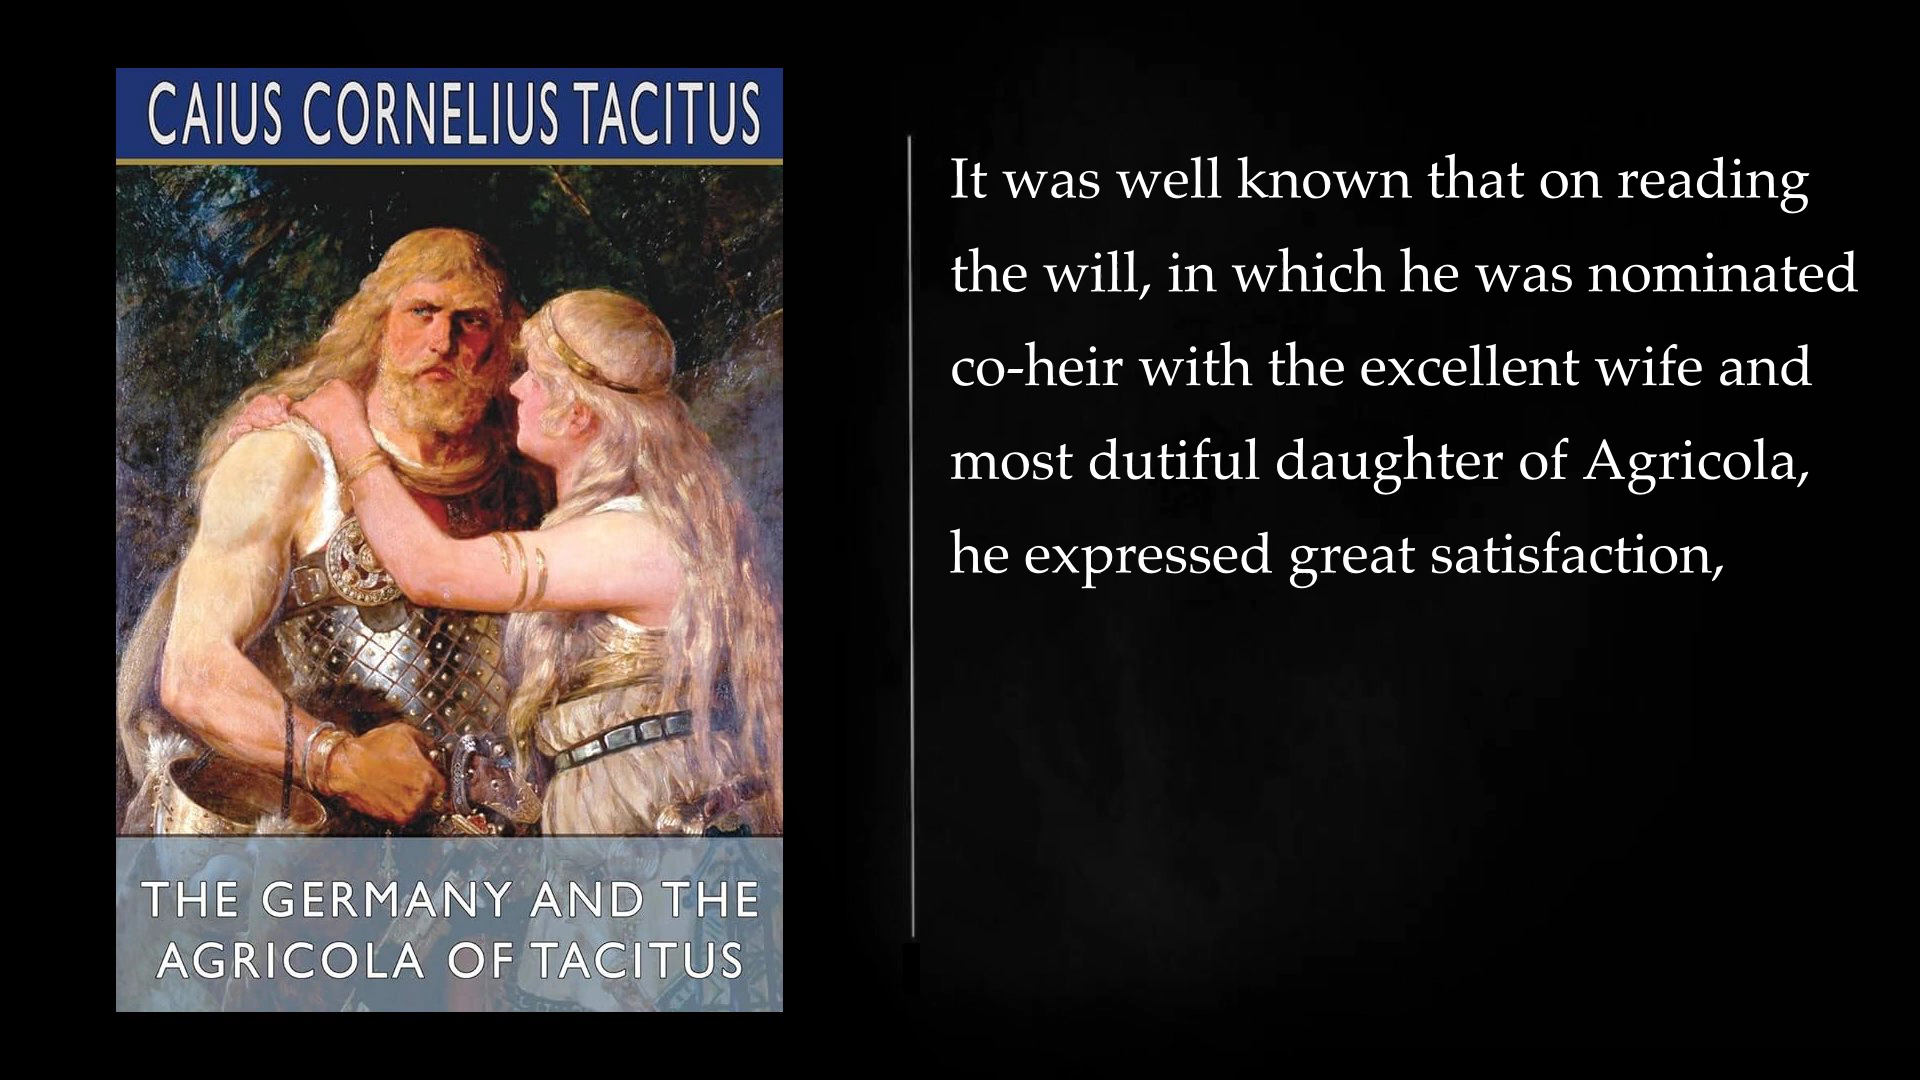 CAIUS CORNELIUS TACITUS
THE GERMANY AND THE
AGRICOLA OF TACITUS
It was well known that on reading
the will, in which he was nominated
co-heir with the excellent wife and
most dutiful daughter of Agricola,
he expressed great satisfaction,